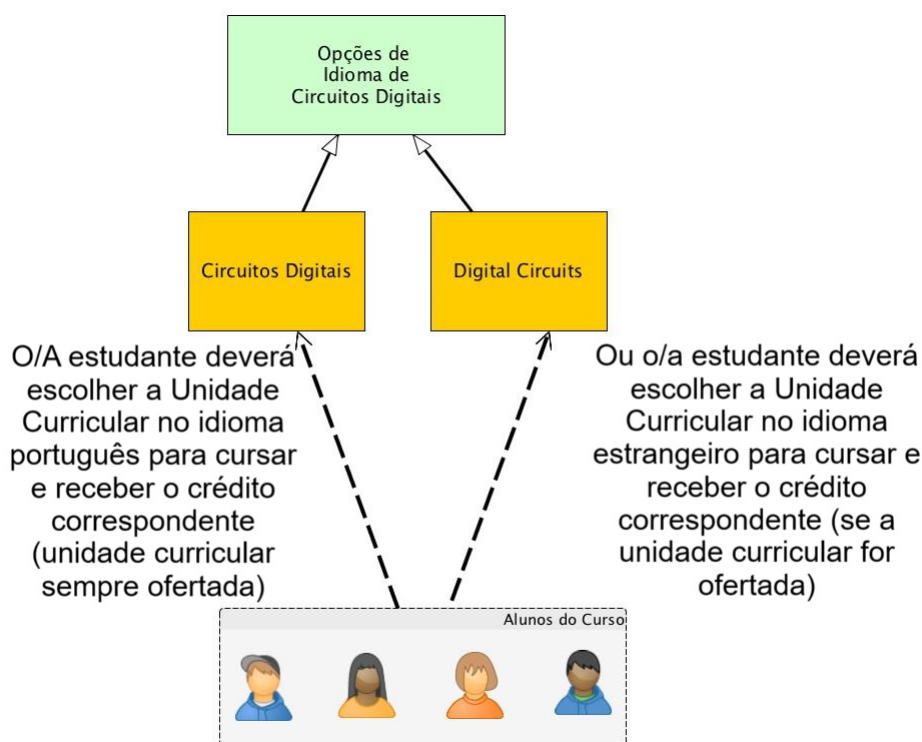 Opções de
Idioma de
Circuitos Digitais
Circuitos Digitais
Digital Circuits
O/A estudante deverá
escolher a Unidade
Curricular no idioma
português para cursar
e receber o crédito
correspondente
(unidade curricular
sempre ofertada)
Ou o/a estudante deverá
escolher a Unidade
Curricular no idioma
estrangeiro para cursar e
receber o crédito
correspondente (se a
unidade curricular for
ofertada)
Alunos do Curso